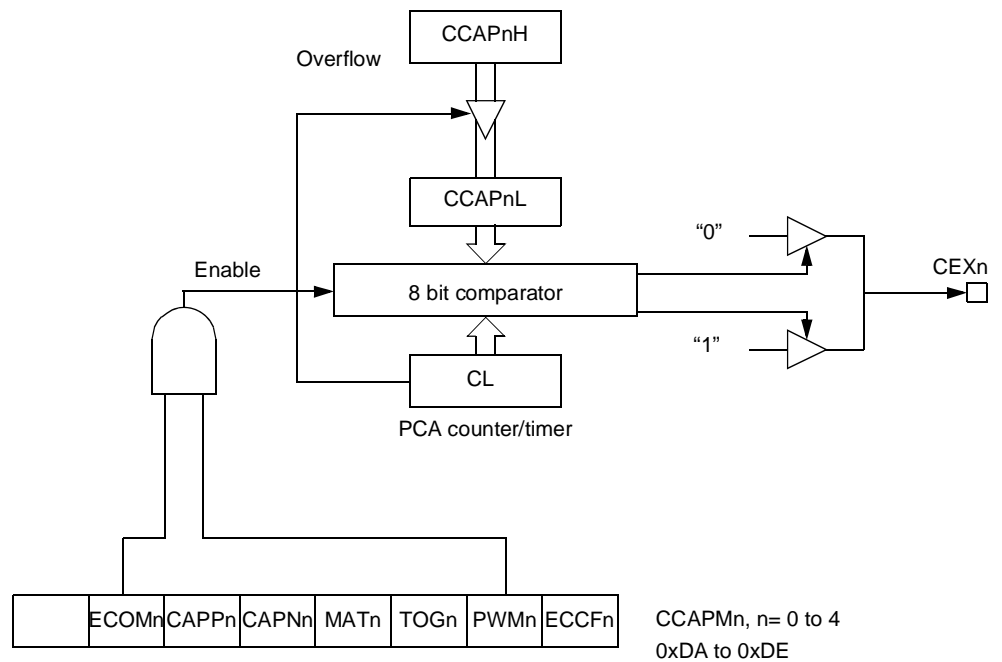 CCAPnH
Overflow
CCAPnL
“0”
Enable
CEXn
8 bit comparator
“1”
CL
PCA counter/timer
ECOMn CAPPn CAPNn MATn TOGn PWMn ECCFn
CCAPMn, n= 0 to 4
0xDA to 0xDE